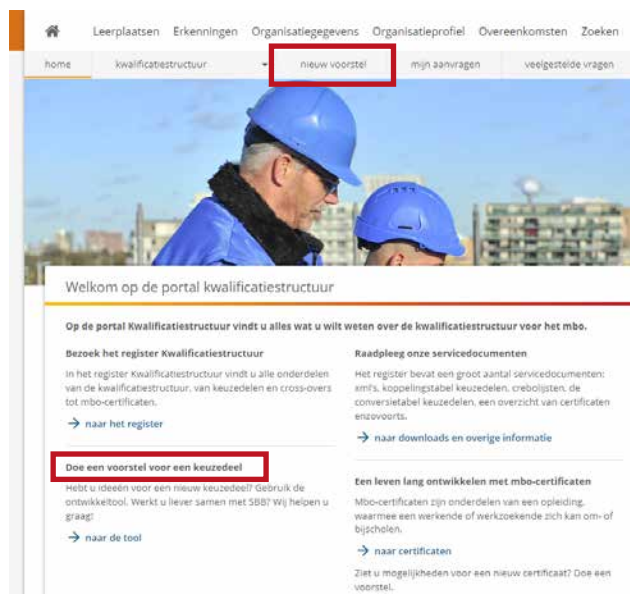 Leerplaatsen Erkenningen Organisatiegegevens Organisatieprofiel Overeenkomsten Zoeken
home kwalificatiestructuur nieuw voorstel mijn aanvragen veelgestelde vragen
Welkom op de portal kwalificatiestructuur
Op de portal Kwalificatiestructuur vindt u alles wat u wilt weten over de kwalificatiestructuur voor het mbo.
Bezoek het register Kwalificatiestructuur
In het register Kwalificatiestructuur vindt u alle onderdelen
van de kwalificatiestructuur, van keuzedelen en cross-overs
tot mbo-certificaten.
naar het register
Doe een voorstel voor een keuzedeel
Hebt u ideeën voor een nieuw keuzedeel? Gebruik de
ontwikkeltool. Werkt u liever samen met SBB? Wij helpen u
graag!
naar de tool
Raadpleeg onze servicedocumenten
Het register bevat een groot aantal servicedocumenten:
xml's, koppelingstabel keuzedelen, crebolijsten, de
conversietabel keuzedelen, een overzicht van certificaten
enzovoorts.
naar downloads en overige informatie
Een leven lang ontwikkelen met mbo-certificaten
Mbo-certificaten zijn onderdelen van een opleiding,
waarmee een werkende of werkzoekende zich kan om- of
bijscholen.
naar certificaten
Ziet u mogelijkheden voor een nieuw certificaat? Doe een
voorstel.